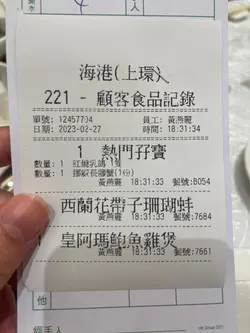 海港(上環)
221 - 顧客食品記錄
單號: 12457794 員工: 黃燕麗
日期: 2023-02-27 時間: 18:31:34
1 熱門孖寶
數量: 1 紅燒乳鴿1隻
數量: 1 挪威長腳蟹(1份)
黃燕麗 18:31:33 賬號:8054
西蘭花帶子珊瑚蚌
黃燕麗 18:31:33 賬號:7684
皇阿瑪鮑魚雞煲
黃燕麗 18:31:33 賬號:7661
他
經手人